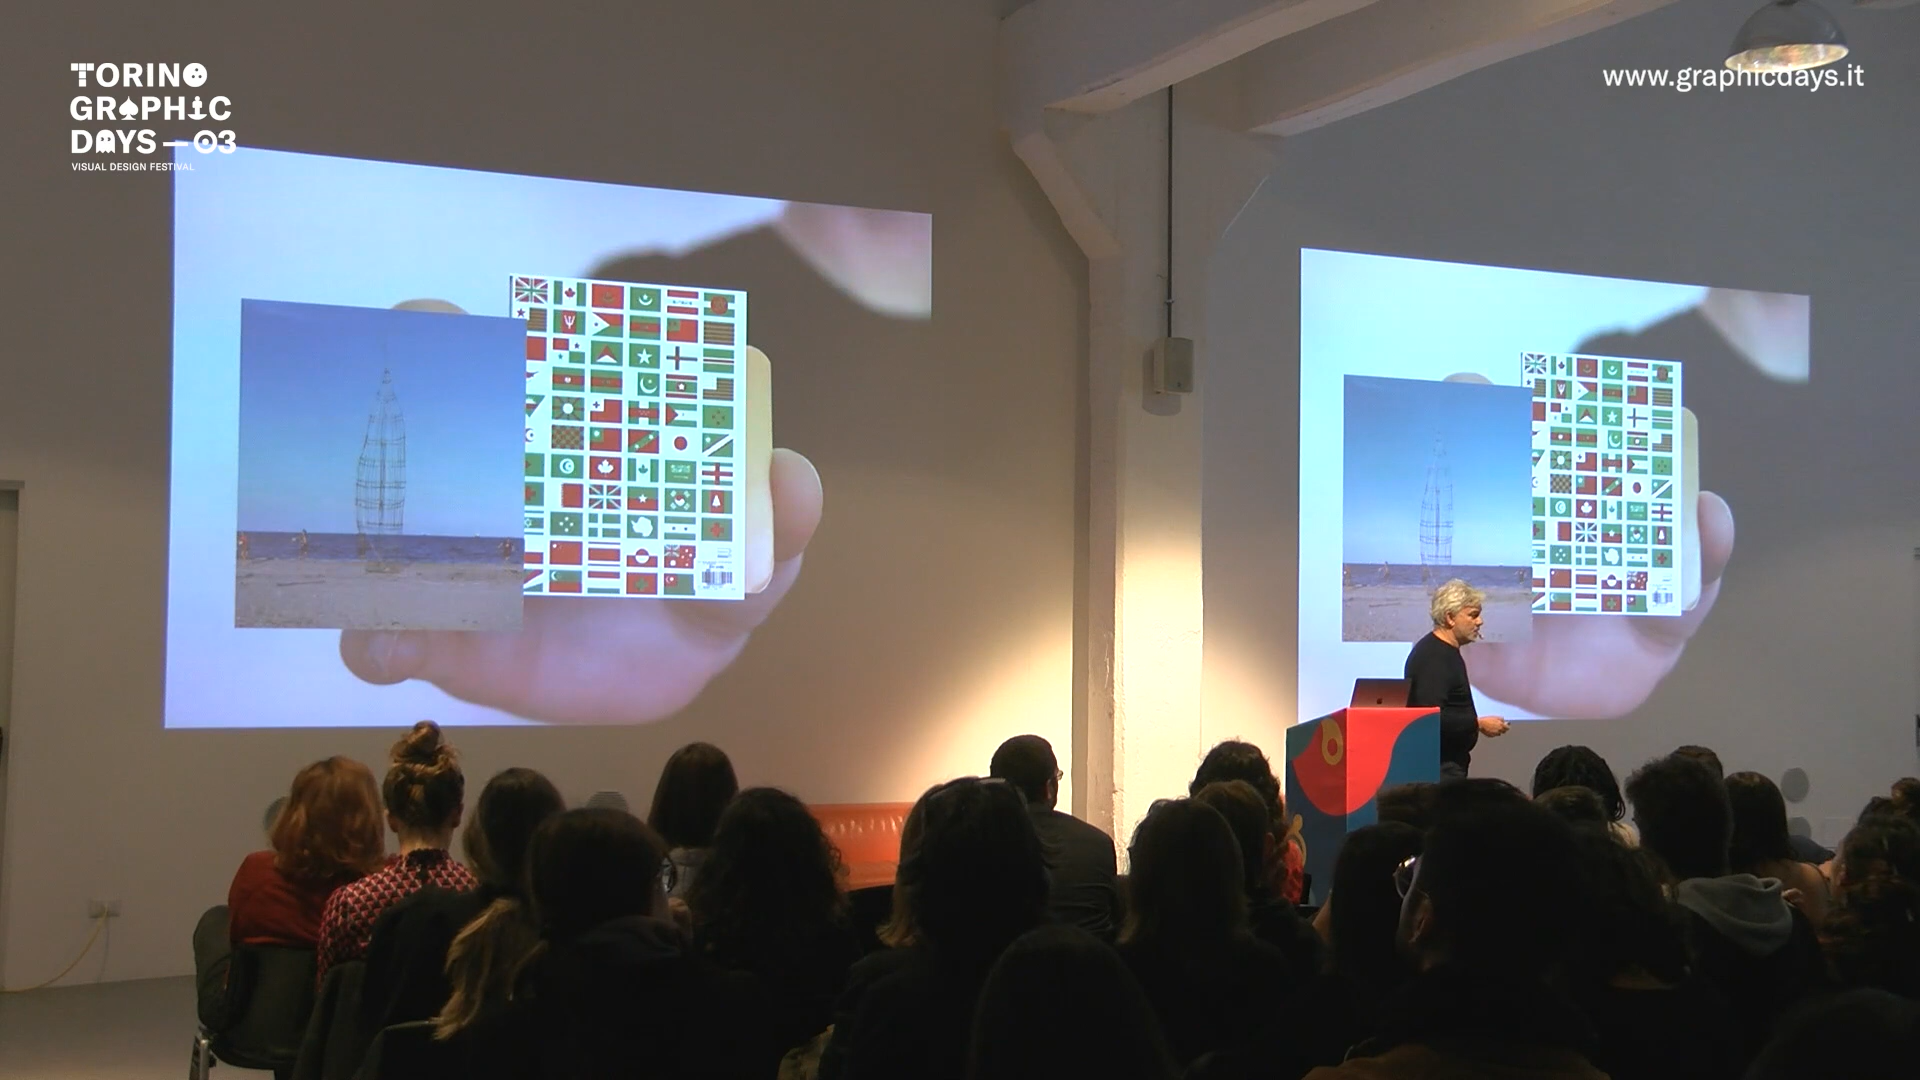 TORINO
GRAPHIC
DAYS—03
VISUAL DESIGN FESTIVAL
www.graphicdays.it